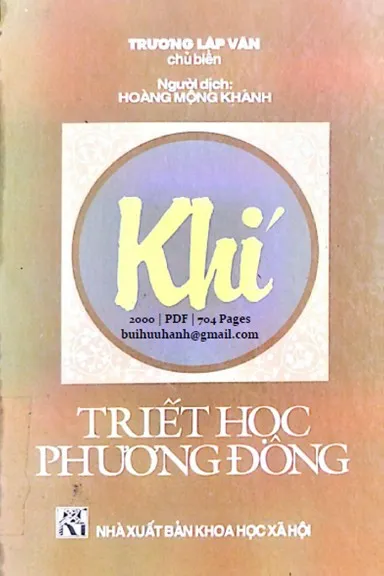 TRƯƠNG LẬP VĂN
chủ biên
Người dịch:
HOÀNG MỘNG KHÁNH
Khí
2000 | PDF | 704 Pages
buihuuhanh@gmail.com
TRIẾT HỌC
PHƯƠNG ĐÔNG
NHÀ XUẤT BẢN KHOA HỌC XÃ HỘI